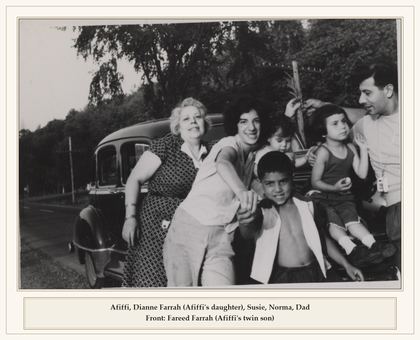 Afiffi, Dianne Farrah (Afiffi's daughter), Susie, Norma, Dad
Front: Fareed Farrah (Afiffi's twin son)